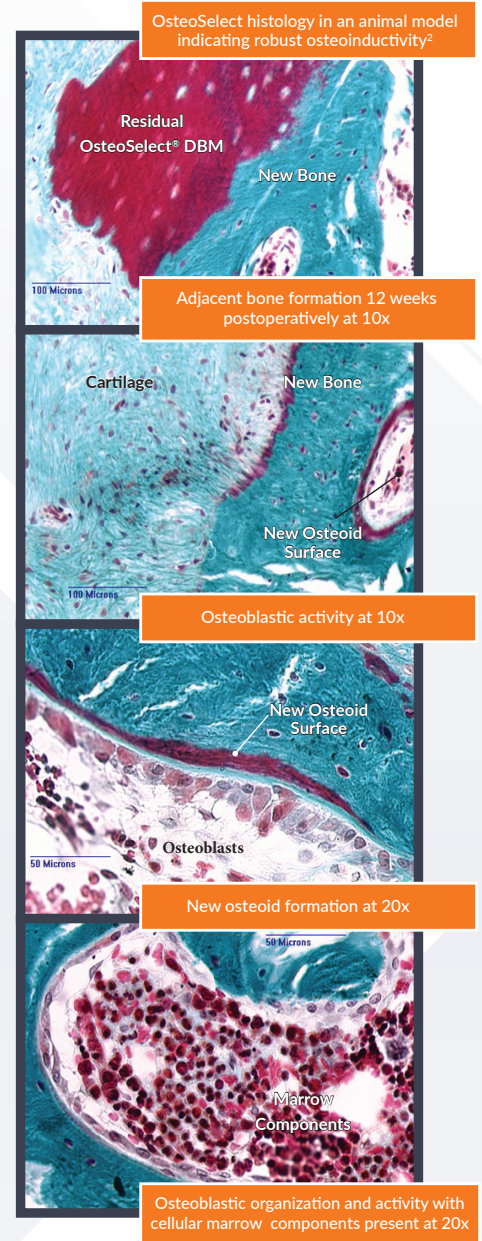 OsteoSelect histology in an animal model
indicating robust osteoinductivity²
Residual
OsteoSelect® DBM
New Bone
100 Microns
Adjacent bone formation 12 weeks
postoperatively at 10x
Cartilage
New Bone
New Osteoid
Surface
100 Microns
Osteoblastic activity at 10x
New Osteoid
Surface
Osteoblasts
50 Microns
New osteoid formation at 20x
50 Microns
Marrow
Components
Osteoblastic organization and activity with
cellular marrow components present at 20x